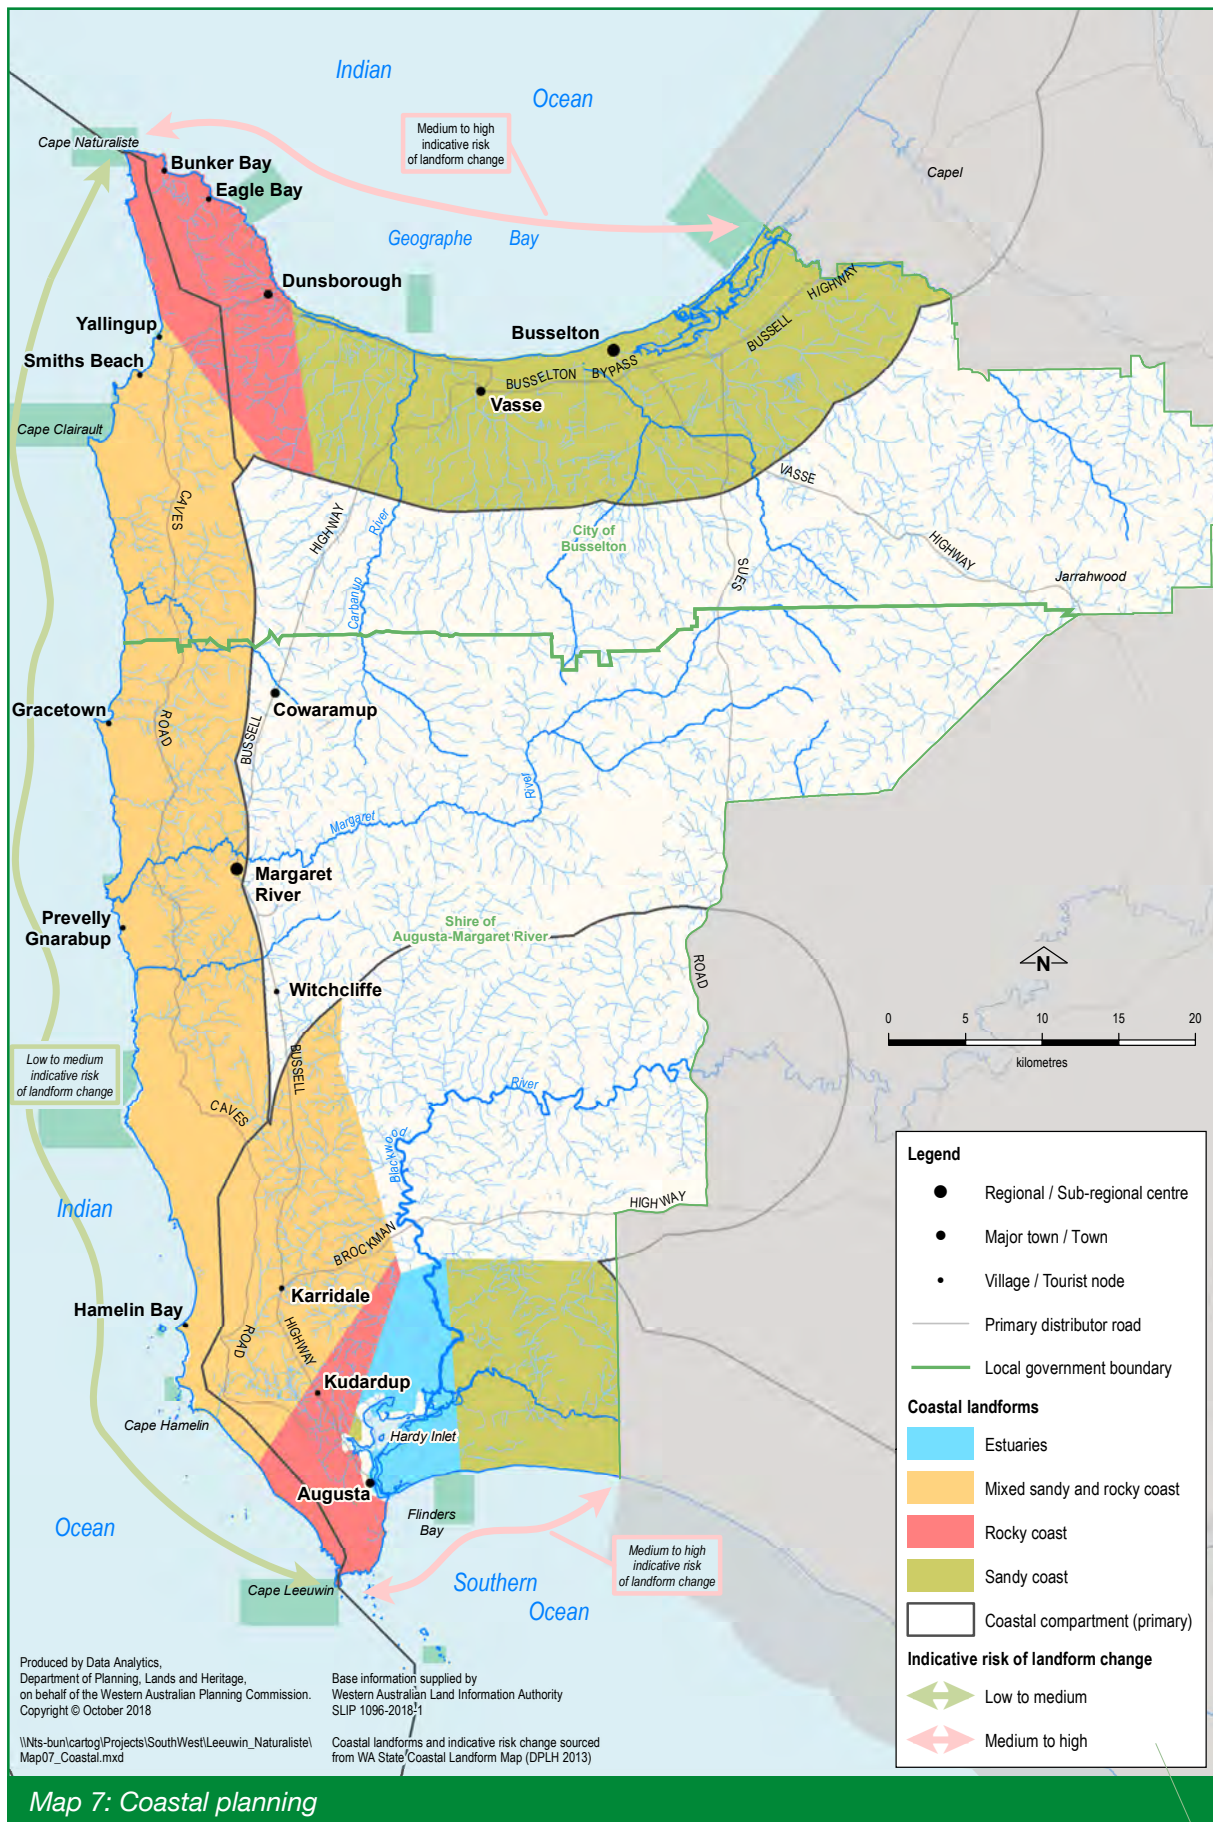 Indian
Ocean
Medium to high
indicative risk
of landform change
Cape Naturaliste
Bunker Bay
Eagle Bay
Capel
Geographe Bay
Dunsborough
HIGHWAY
BUSSELL
Yallingup
Busselton
Smiths Beach
BUSSELTON BYPASS
Vasse
Cape Clairault
VASSE
HIGHWAY
CAVES
HIGHWAY
River
City of
Busselton
SUES
Jarrahwood
Carbanup
Gracetown
ROAD
Cowaramup
BUSSELL
River
Margaret
Margaret
River
Prevelly
Gnarabup
Shire of
Augusta-Margaret River
ROAD
N
Witchcliffe
0 5 10 15 20
kilometres
Low to medium
indicative risk
of landform change
BUSSELL
River
CAVES
Blackwood
Indian
HIGHWAY
BROCKMAN
Karridale
Hamelin Bay
ROAD
HIGHWAY
Kudardup
Cape Hamelin
Hardy Inlet
Augusta
Flinders
Bay
Ocean
Medium to high
indicative risk
of landform change
Cape Leeuwin
Southern
Ocean
Legend
Regional / Sub-regional centre
Major town / Town
Village / Tourist node
Primary distributor road
Local government boundary
Coastal landforms
Estuaries
Mixed sandy and rocky coast
Rocky coast
Sandy coast
Coastal compartment (primary)
Indicative risk of landform change
Low to medium
Medium to high
Produced by Data Analytics,
Department of Planning, Lands and Heritage,
on behalf of the Western Australian Planning Commission.
Copyright © October 2018
\\Nts-bun\cartog\Projects\SouthWest\Leeuwin_Naturaliste\
Map07_Coastal.mxd
Base information supplied by
Western Australian Land Information Authority
SLIP 1096-2018-1
Coastal landforms and indicative risk change sourced
from WA State Coastal Landform Map (DPLH 2013)
Map 7: Coastal planning